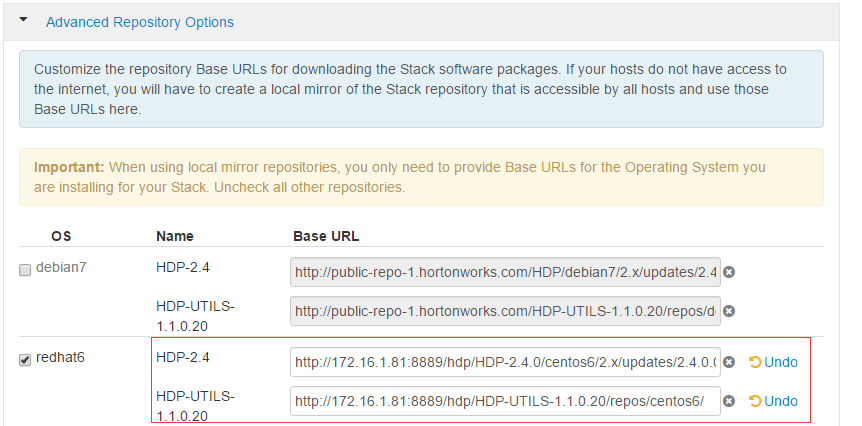 Advanced Repository Options
Customize the repository Base URLs for downloading the Stack software packages. If your hosts do not have access to
the internet, you will have to create a local mirror of the Stack repository that is accessible by all hosts and use those
Base URLs here.
Important: When using local mirror repositories, you only need to provide Base URLs for the Operating System you
are installing for your Stack. Uncheck all other repositories.
OS Name Base URL
debian7 HDP-2.4 http://public-repo-1.hortonworks.com/HDP/debian7/2.x/updates/2.4
HDP-UTILS-
1.1.0.20 http://public-repo-1.hortonworks.com/HDP-UTILS-1.1.0.20/repos/d
redhat6 HDP-2.4 http://172.16.1.81:8889/hdp/HDP-2.4.0/centos6/2.x/updates/2.4.0.0 Undo
HDP-UTILS-
1.1.0.20 http://172.16.1.81:8889/hdp/HDP-UTILS-1.1.0.20/repos/centos6/ Undo